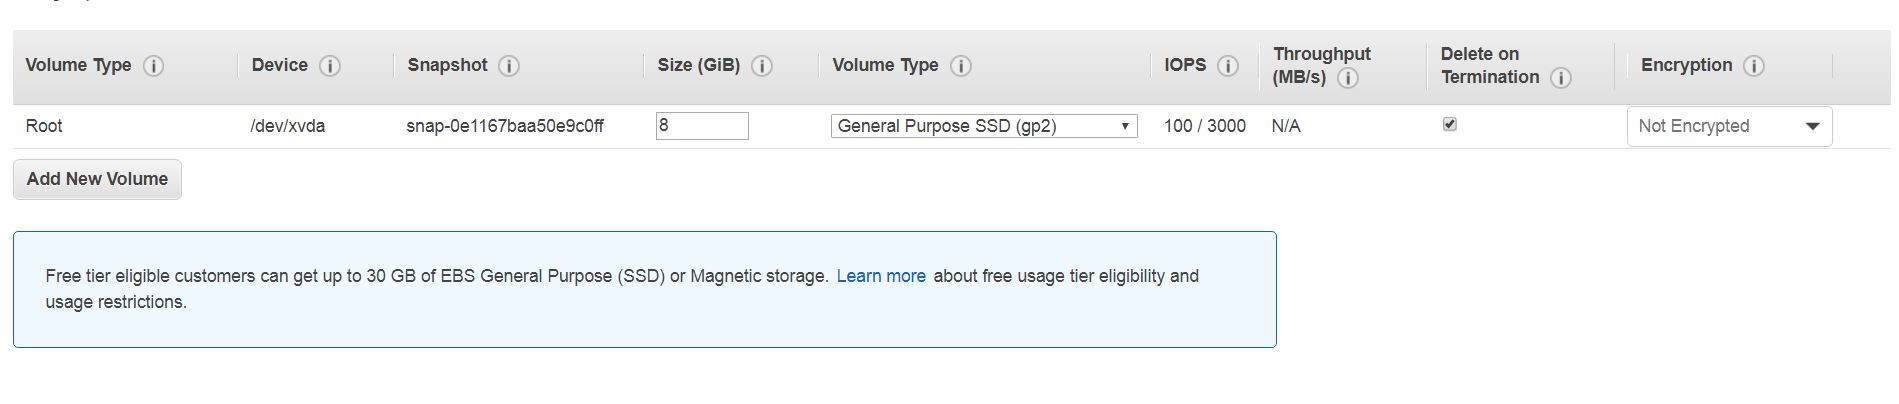 Volume Type Device Snapshot Size (GiB) Volume Type IOPS Throughput (MB/s) Delete on Termination Encryption
Root /dev/xvda snap-0e1167baa50e9c0ff 8 General Purpose SSD (gp2) 100 / 3000 N/A Not Encrypted
Add New Volume
Free tier eligible customers can get up to 30 GB of EBS General Purpose (SSD) or Magnetic storage. Learn more about free usage tier eligibility and
usage restrictions.